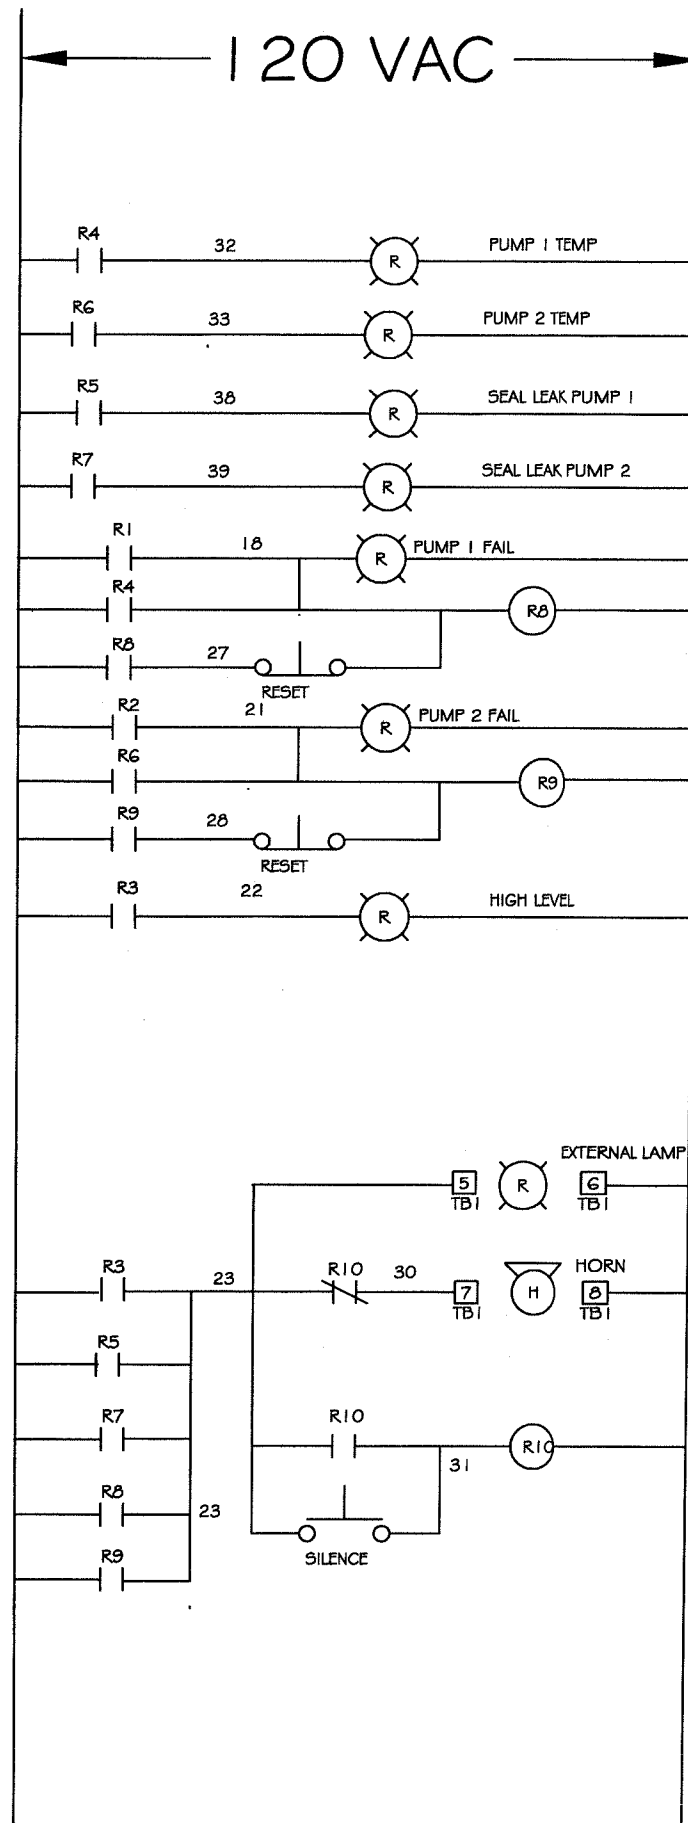 120 VAC
R4 32 R PUMP 1 TEMP
R6 33 R PUMP 2 TEMP
R5 38 R SEAL LEAK PUMP 1
R7 39 R SEAL LEAK PUMP 2
R1 18 R PUMP 1 FAIL
R4 R8
R8 27
RESET
R2 21 R PUMP 2 FAIL
R6 R9
R9 28
RESET
R3 22 R HIGH LEVEL
EXTERNAL LAMP
5 R 6
TB1 TB1
R3 23 R10 30 HORN
7 H 8
TB1 TB1
R5
R7 R10 R10
31
R8 23
SILENCE
R9